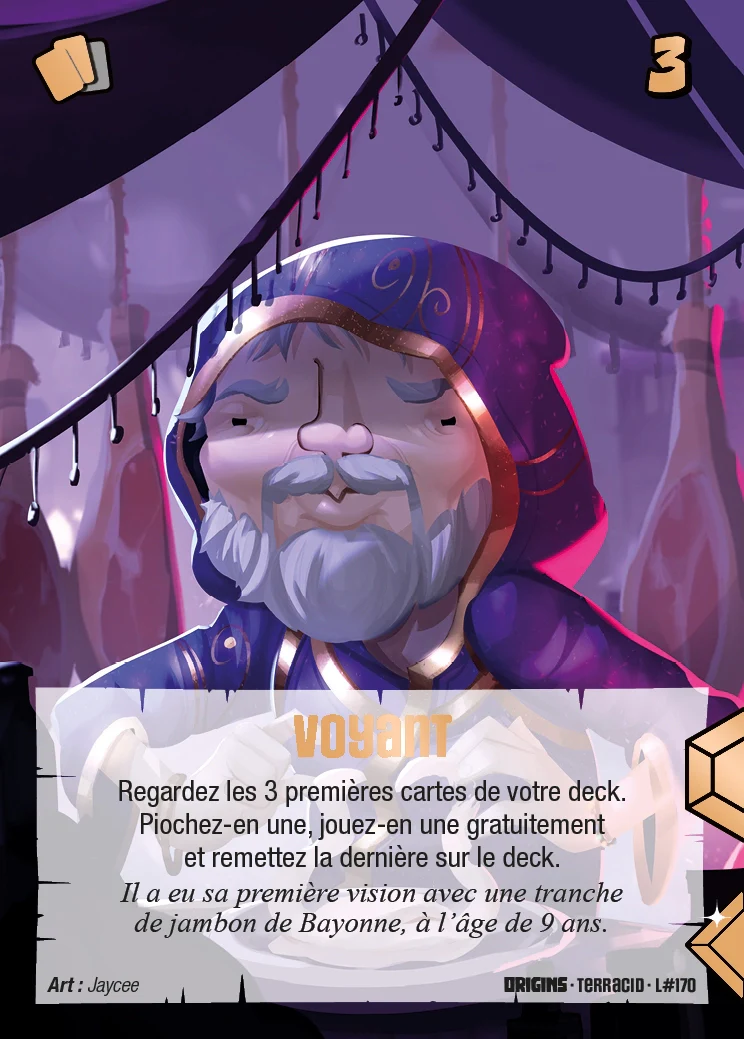 3
VOYANT
Regardez les 3 premières cartes de votre deck.
Piochez-en une, jouez-en une gratuitement
et remettez la dernière sur le deck.
Il a eu sa première vision avec une tranche
de jambon de Bayonne, à l’âge de 9 ans.
Art : Jaycee
ORIGINS · TERRACID · L#170